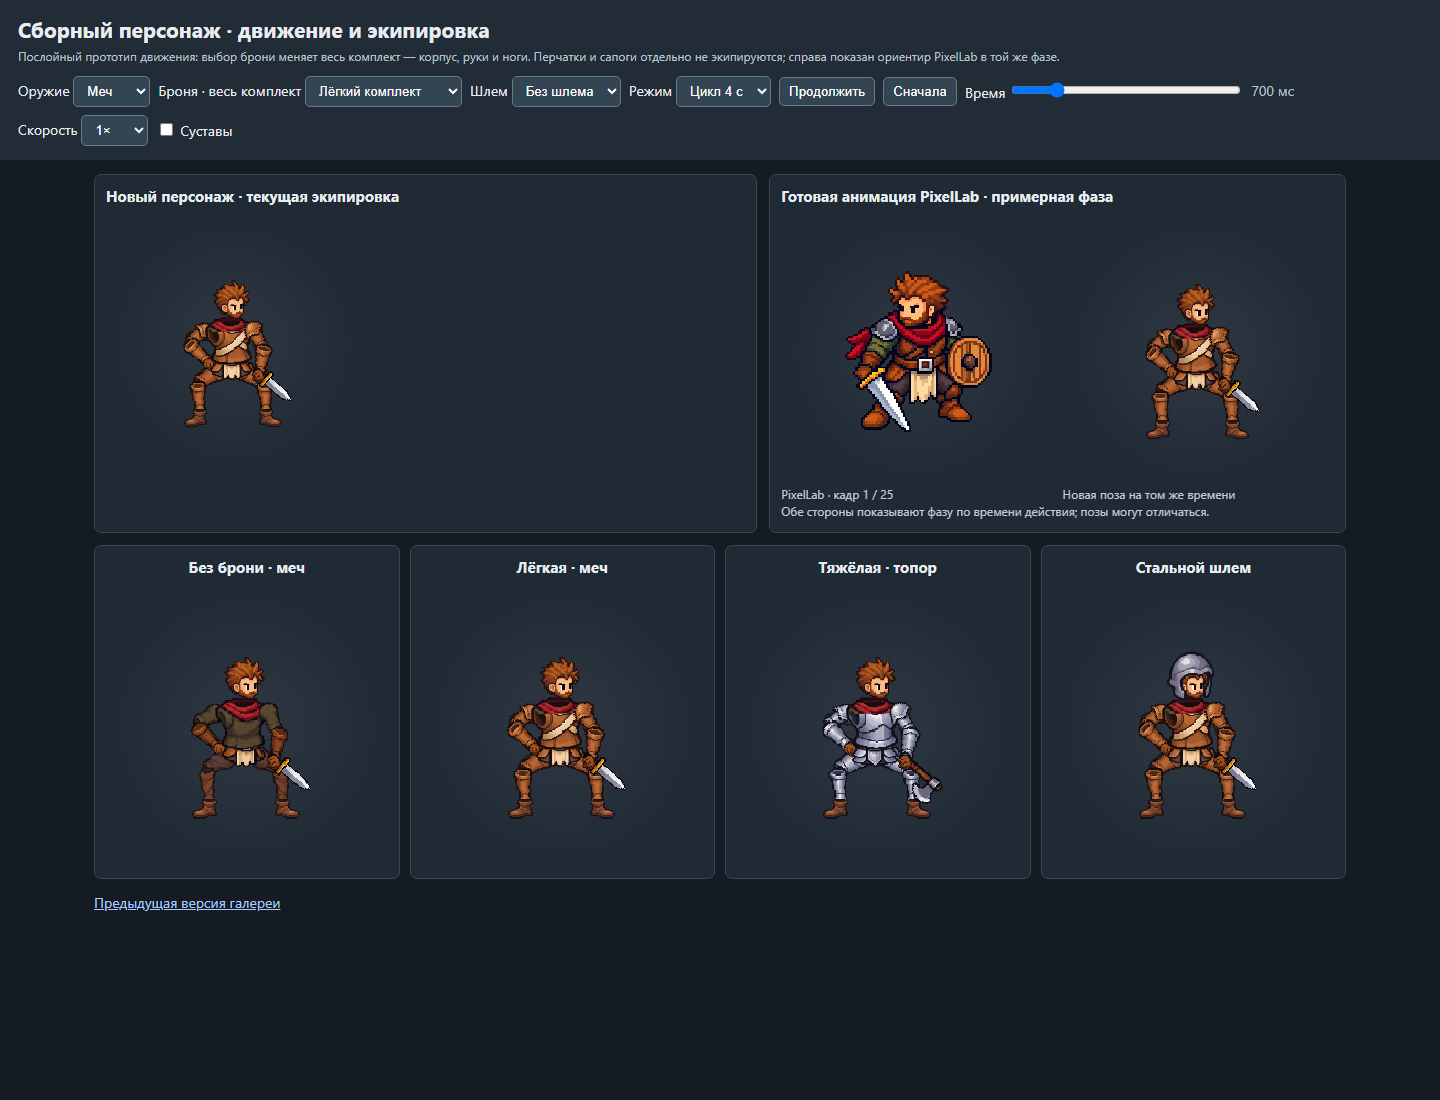 Сборный персонаж · движение и экипировка
Послойный прототип движения: выбор брони меняет весь комплект — корпус, руки и ноги. Перчатки и сапоги отдельно не экипируются; справа показан ориентир PixelLab в той же фазе.
Оружие Меч Броня · весь комплект Лёгкий комплект Шлем Без шлема Режим Цикл 4 с Продолжить Сначала Время 700 мс
Скорость 1× Суставы
Новый персонаж · текущая экипировка
Готовая анимация PixelLab · примерная фаза
PixelLab · кадр 1 / 25
Новая поза на том же времени
Обе стороны показывают фазу по времени действия; позы могут отличаться.
Без брони · меч
Лёгкая · меч
Тяжёлая · топор
Стальной шлем
Предыдущая версия галереи